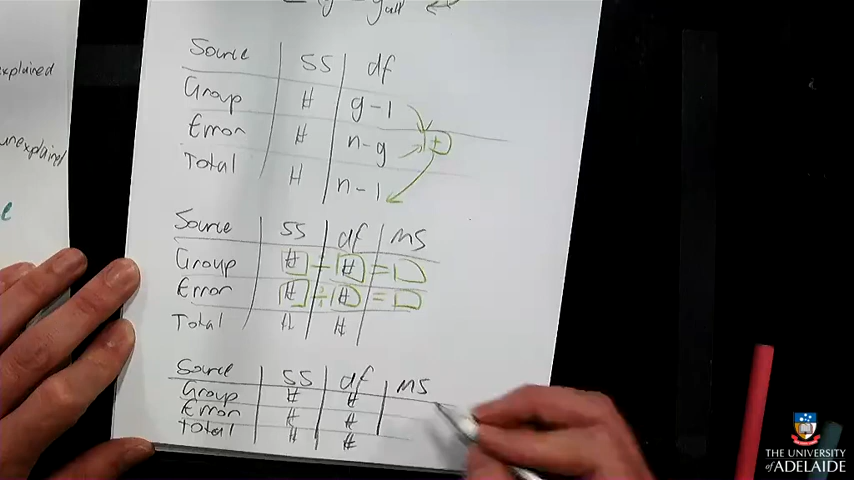 explained
unexplained
Source SS df
Group # g-1
Error # n-g +
Total # n-1
Source SS df MS
Group # ÷ # =
Error # ÷ # =
Total # #
Source SS df MS
Group # #
Error # #
Total # #
THE UNIVERSITY
of ADELAIDE